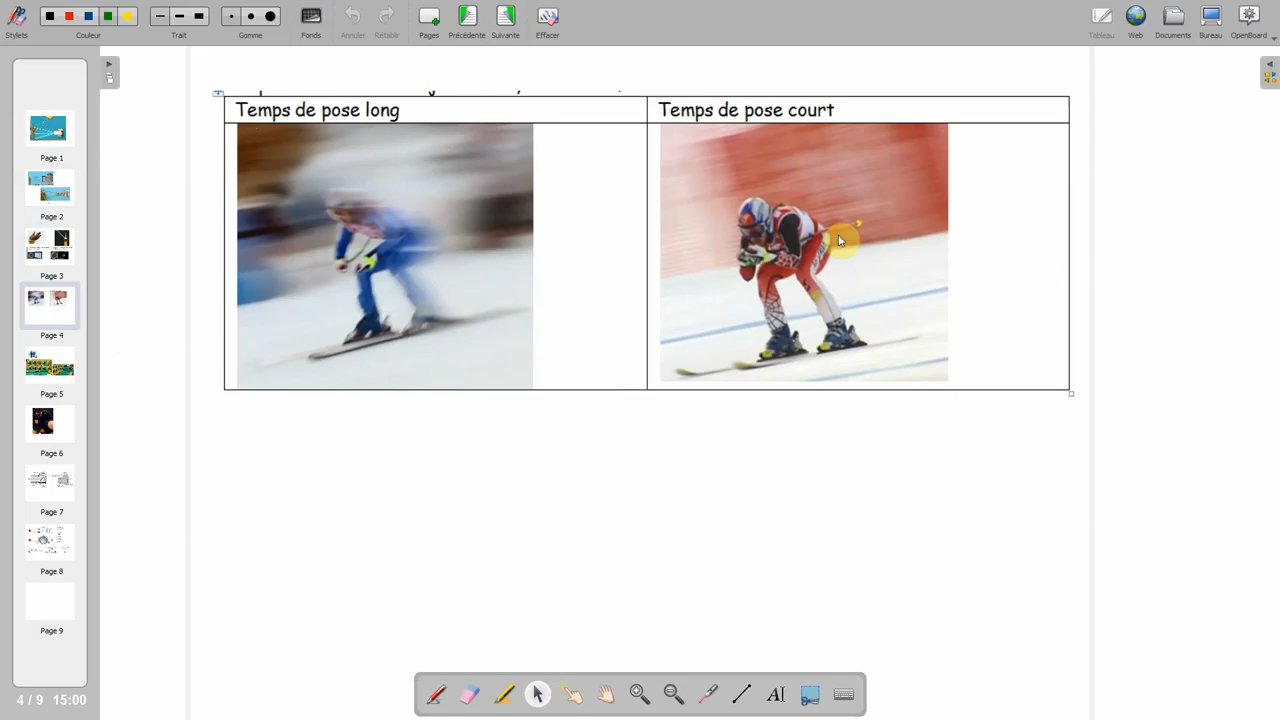 Stylets
Couleur
Trait
Gomme
Fonds
Annuler
Rétablir
Pages
Précédente
Suivante
Effacer
Tableau
Web
Documents
Bureau
OpenBoard
Temps de pose long
Temps de pose court
Page 1
Page 2
Page 3
Page 4
Page 5
Page 6
Page 7
Page 8
Page 9
4 / 9 15:00
AI